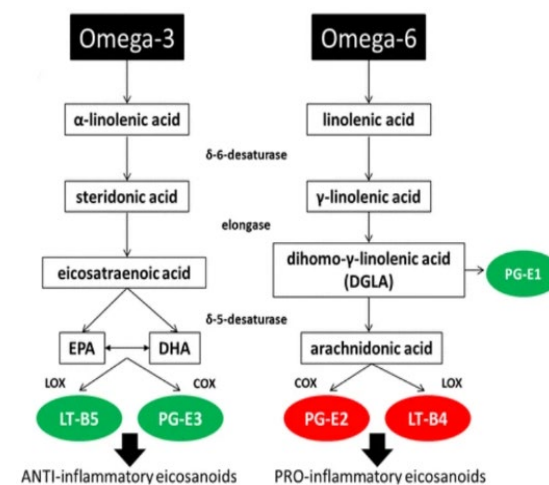 Omega-3
Omega-6
α-linolenic acid
linolenic acid
δ-6-desaturase
steridonic acid
γ-linolenic acid
elongase
eicosatraenoic acid
dihomo-γ-linolenic acid
(DGLA)
PG-E1
δ-5-desaturase
EPA
DHA
arachnidonic acid
LOX
COX
COX
LOX
LT-B5
PG-E3
PG-E2
LT-B4
ANTI-inflammatory eicosanoids
PRO-inflammatory eicosanoids